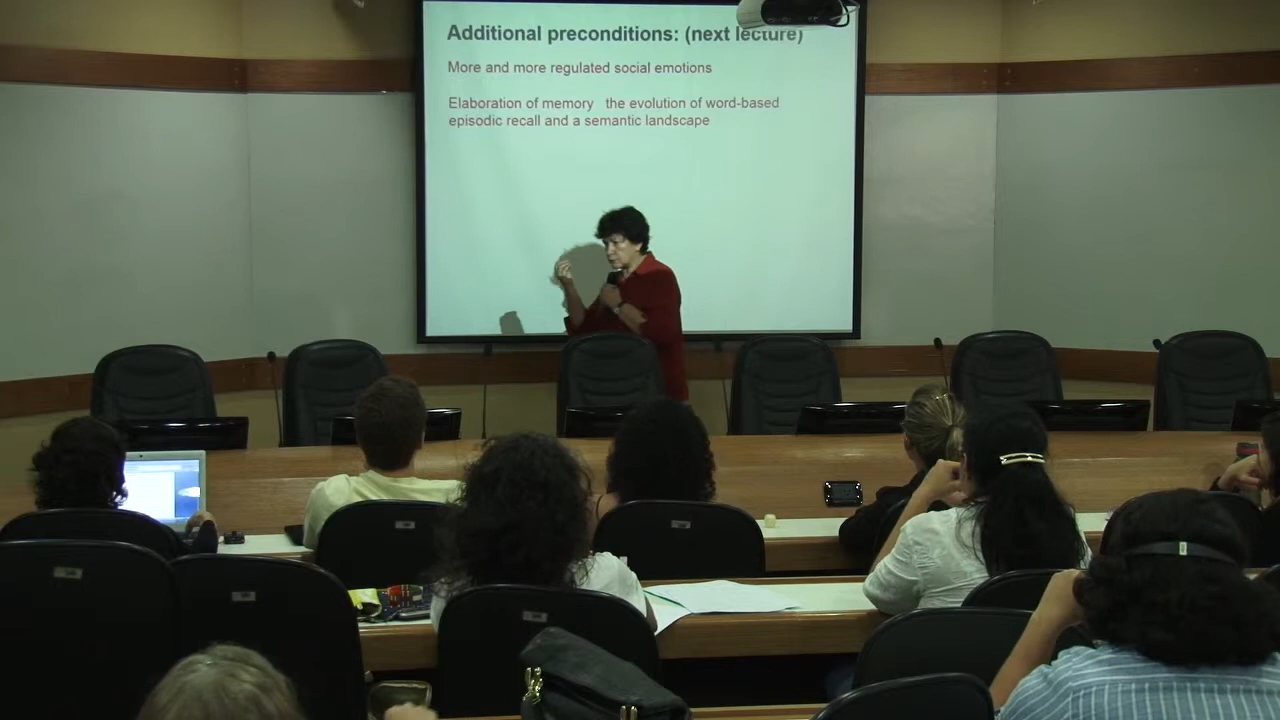 Additional preconditions: (next lecture)
More and more regulated social emotions
Elaboration of memory the evolution of word-based
episodic recall and a semantic landscape